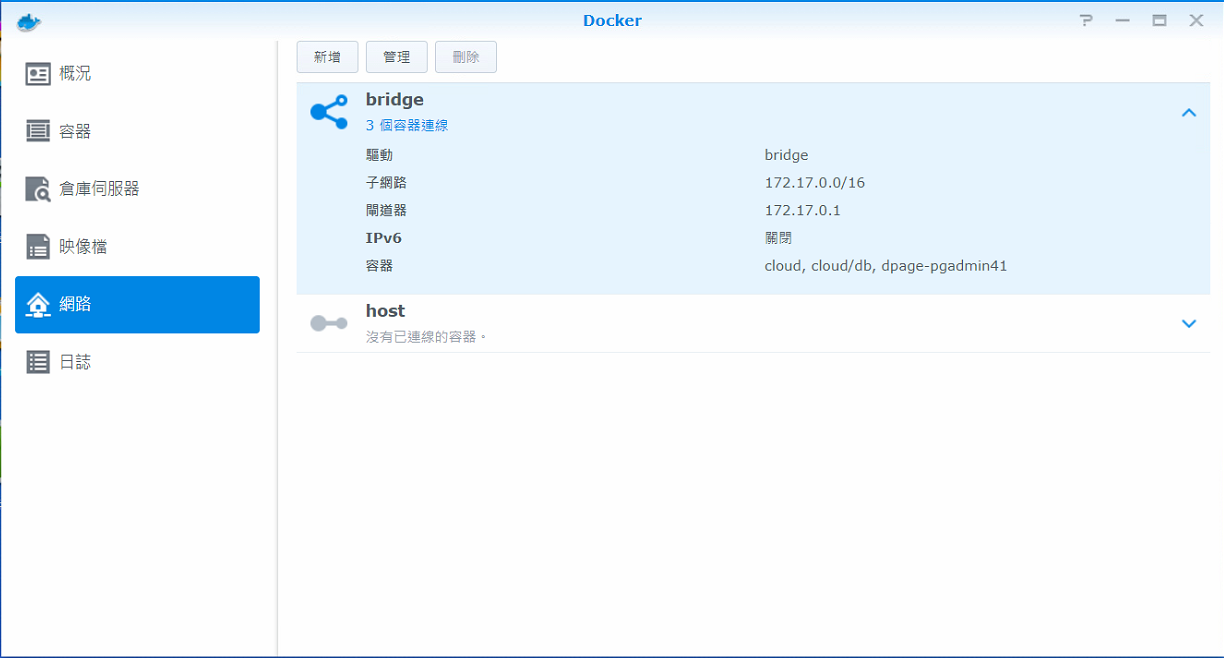 Docker
概況
容器
倉庫伺服器
映像檔
網路
日誌
新增 管理 刪除
bridge
3 個容器連線
驅動 bridge
子網路 172.17.0.0/16
閘道器 172.17.0.1
IPv6 關閉
容器 cloud, cloud/db, dpage-pgadmin41
host
沒有已連線的容器。